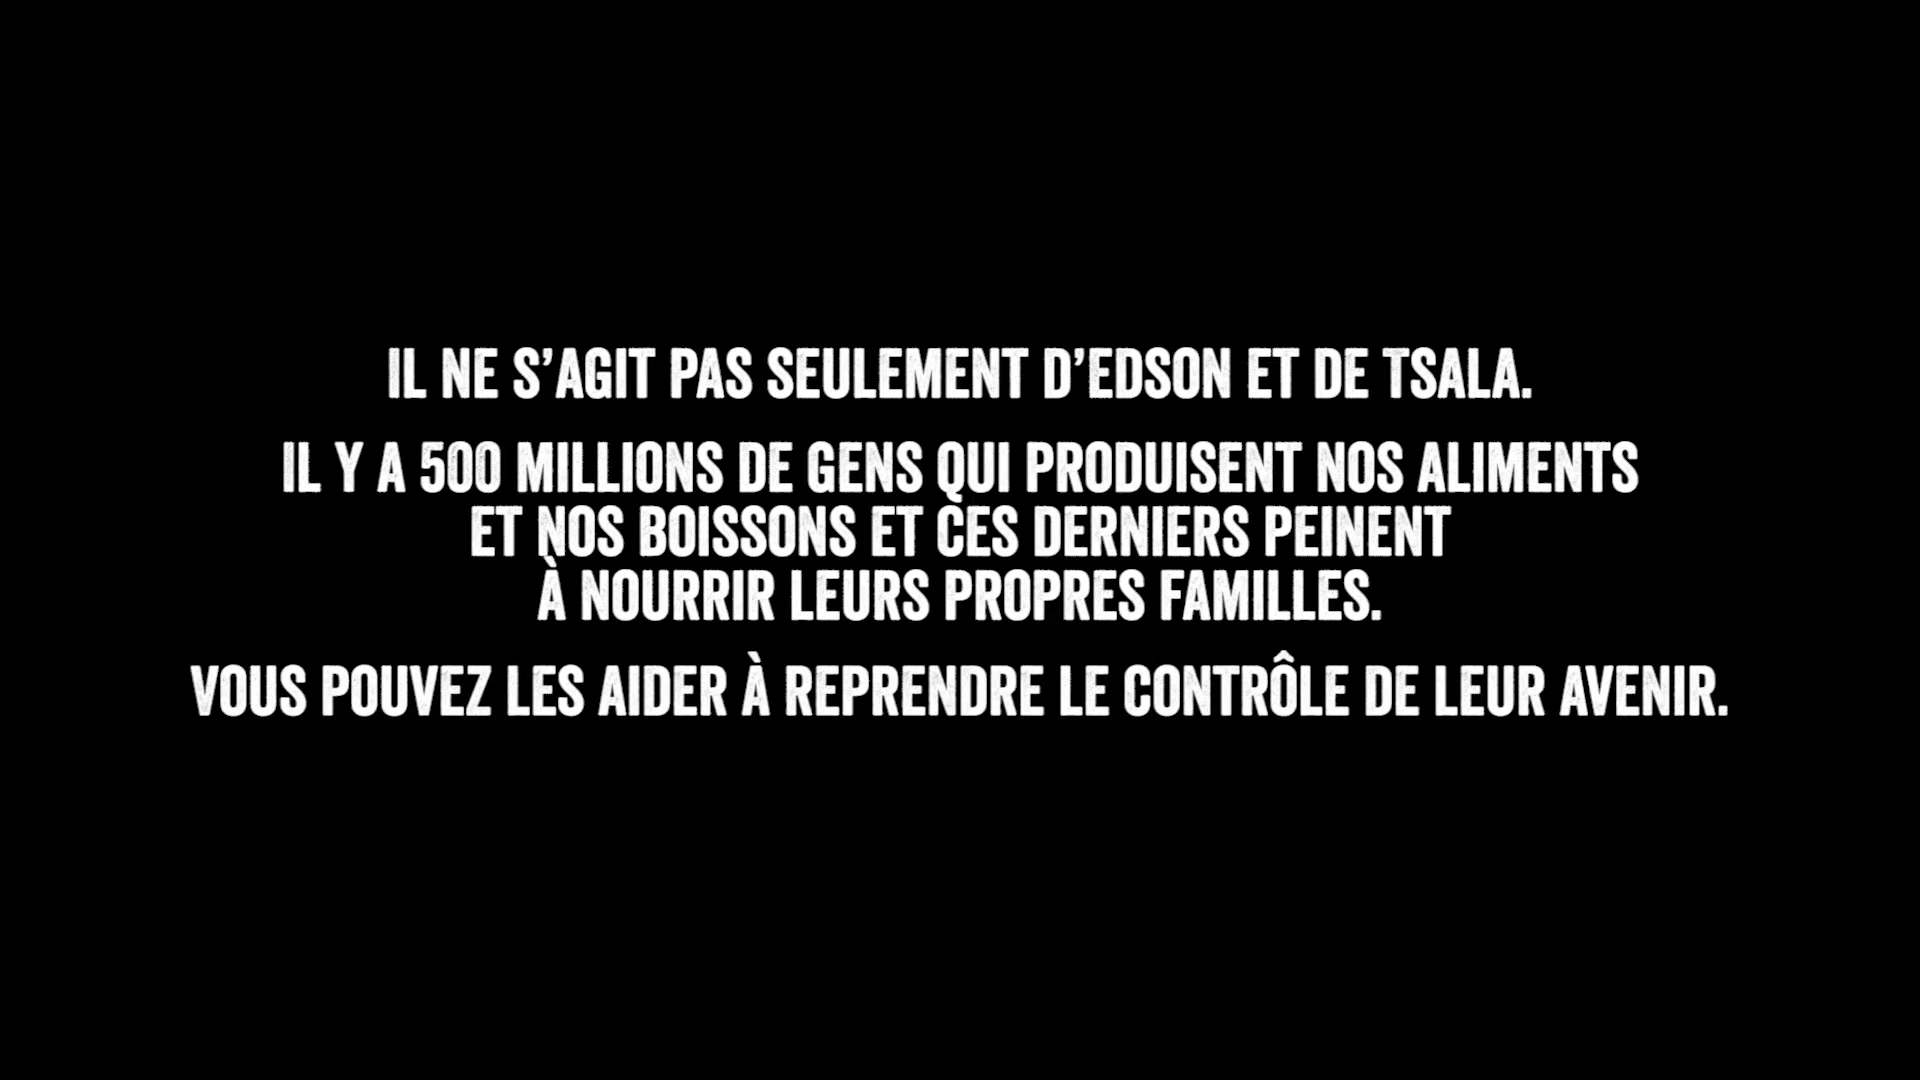 IL NE S’AGIT PAS SEULEMENT D’EDSON ET DE TSALA.
IL Y A 500 MILLIONS DE GENS QUI PRODUISENT NOS ALIMENTS
ET NOS BOISSONS ET CES DERNIERS PEINENT
À NOURRIR LEURS PROPRES FAMILLES.
VOUS POUVEZ LES AIDER À REPRENDRE LE CONTRÔLE DE LEUR AVENIR.